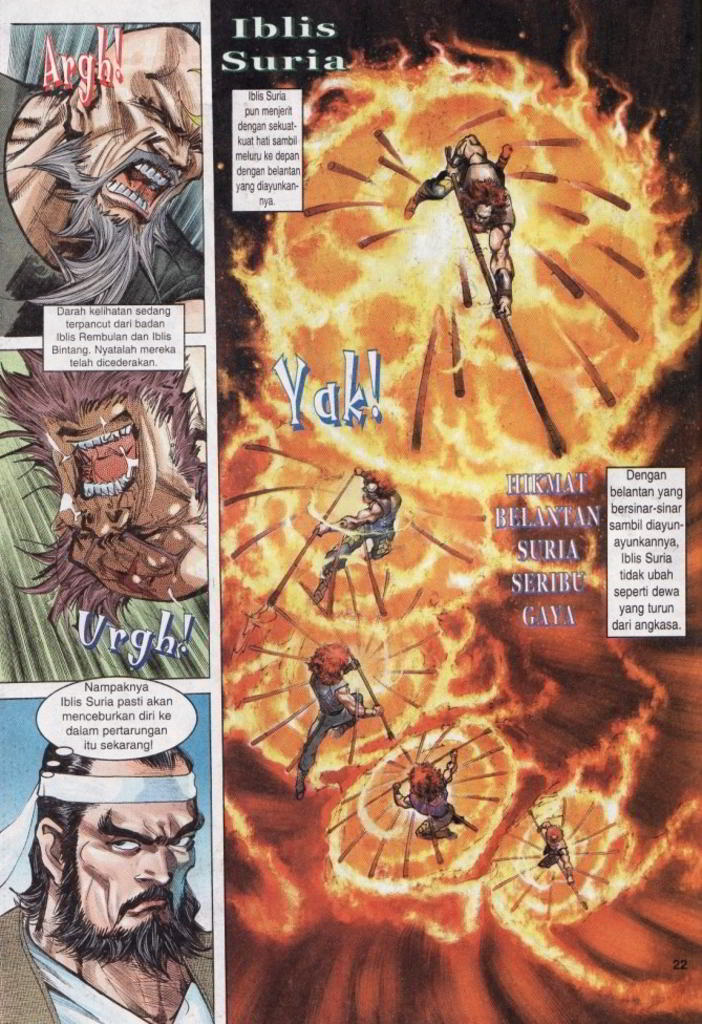 Argh!
Darah kelihatan sedang
terpancut dari badan
Iblis Rembulan dan Iblis
Bintang. Nyatalah mereka
telah dicederakan.
Urgh!
Nampaknya
Iblis Suria pasti akan
menceburkan diri ke
dalam pertarungan
itu sekarang!
Iblis
Suria
Iblis Suria
pun menjerit
dengan sekuat-
kuat hati sambil
meluru ke depan
dengan belantan
yang diayunkan-
nya.
Yak!
HIKMAT
BELANTAN
SURIA
SERIBU
GAYA
Dengan
belantan yang
bersinar-sinar
sambil diayun-
ayunkannya,
Iblis Suria
tidak ubah
seperti dewa
yang turun
dari angkasa.
22